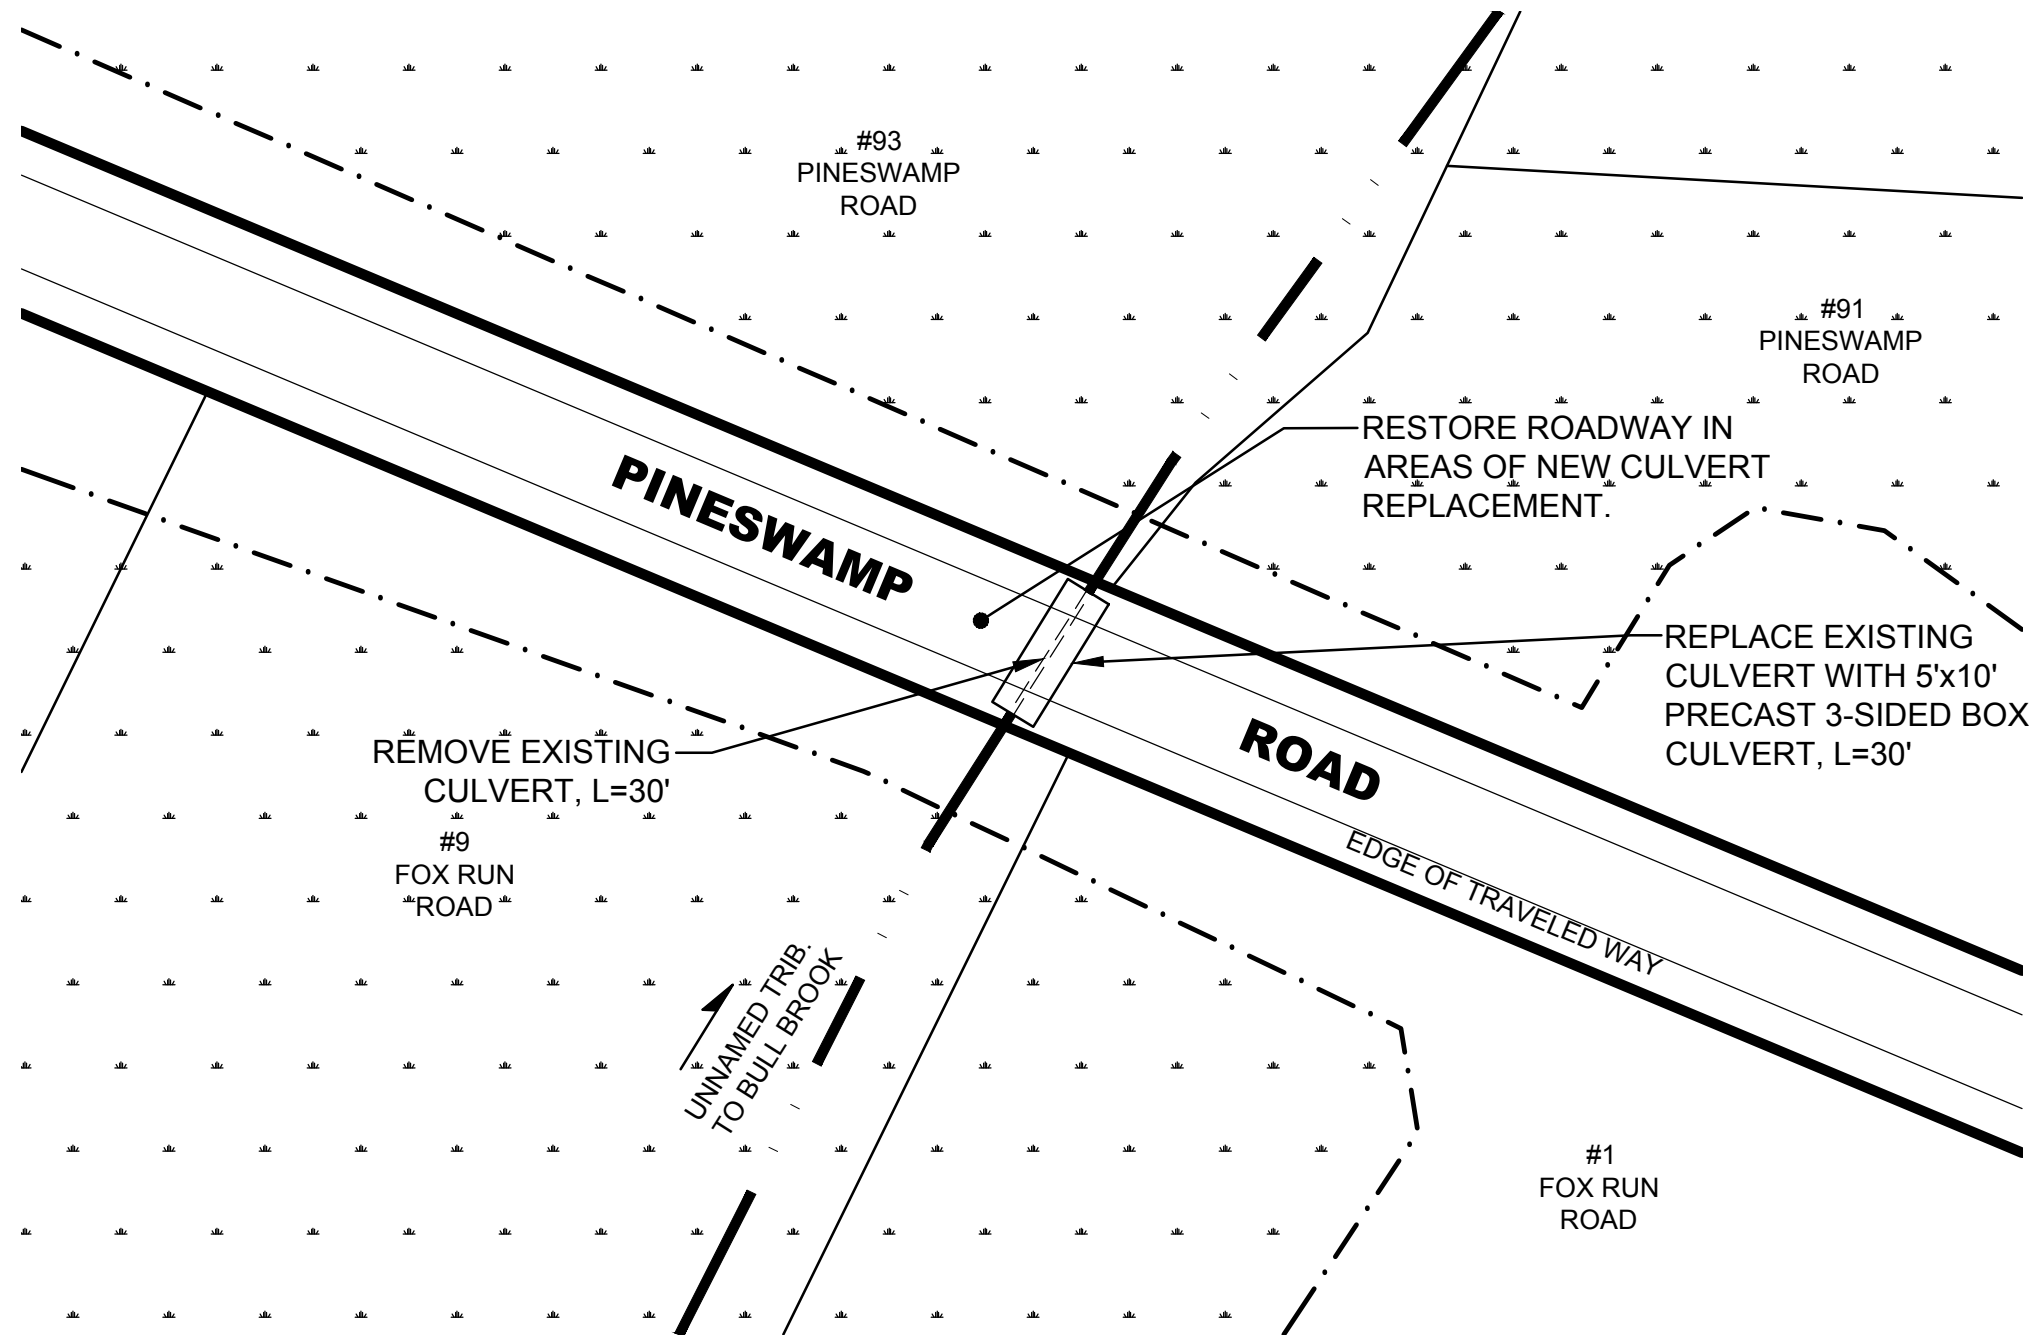 #93
PINESWAMP
ROAD
#91
PINESWAMP
ROAD
RESTORE ROADWAY IN
AREAS OF NEW CULVERT
REPLACEMENT.
PINESWAMP
ROAD
REPLACE EXISTING
CULVERT WITH 5'x10'
PRECAST 3-SIDED BOX
CULVERT, L=30'
REMOVE EXISTING
CULVERT, L=30'
#9
FOX RUN
ROAD
EDGE OF TRAVELED WAY
UNNAMED TRIB.
TO BULL BROOK
#1
FOX RUN
ROAD